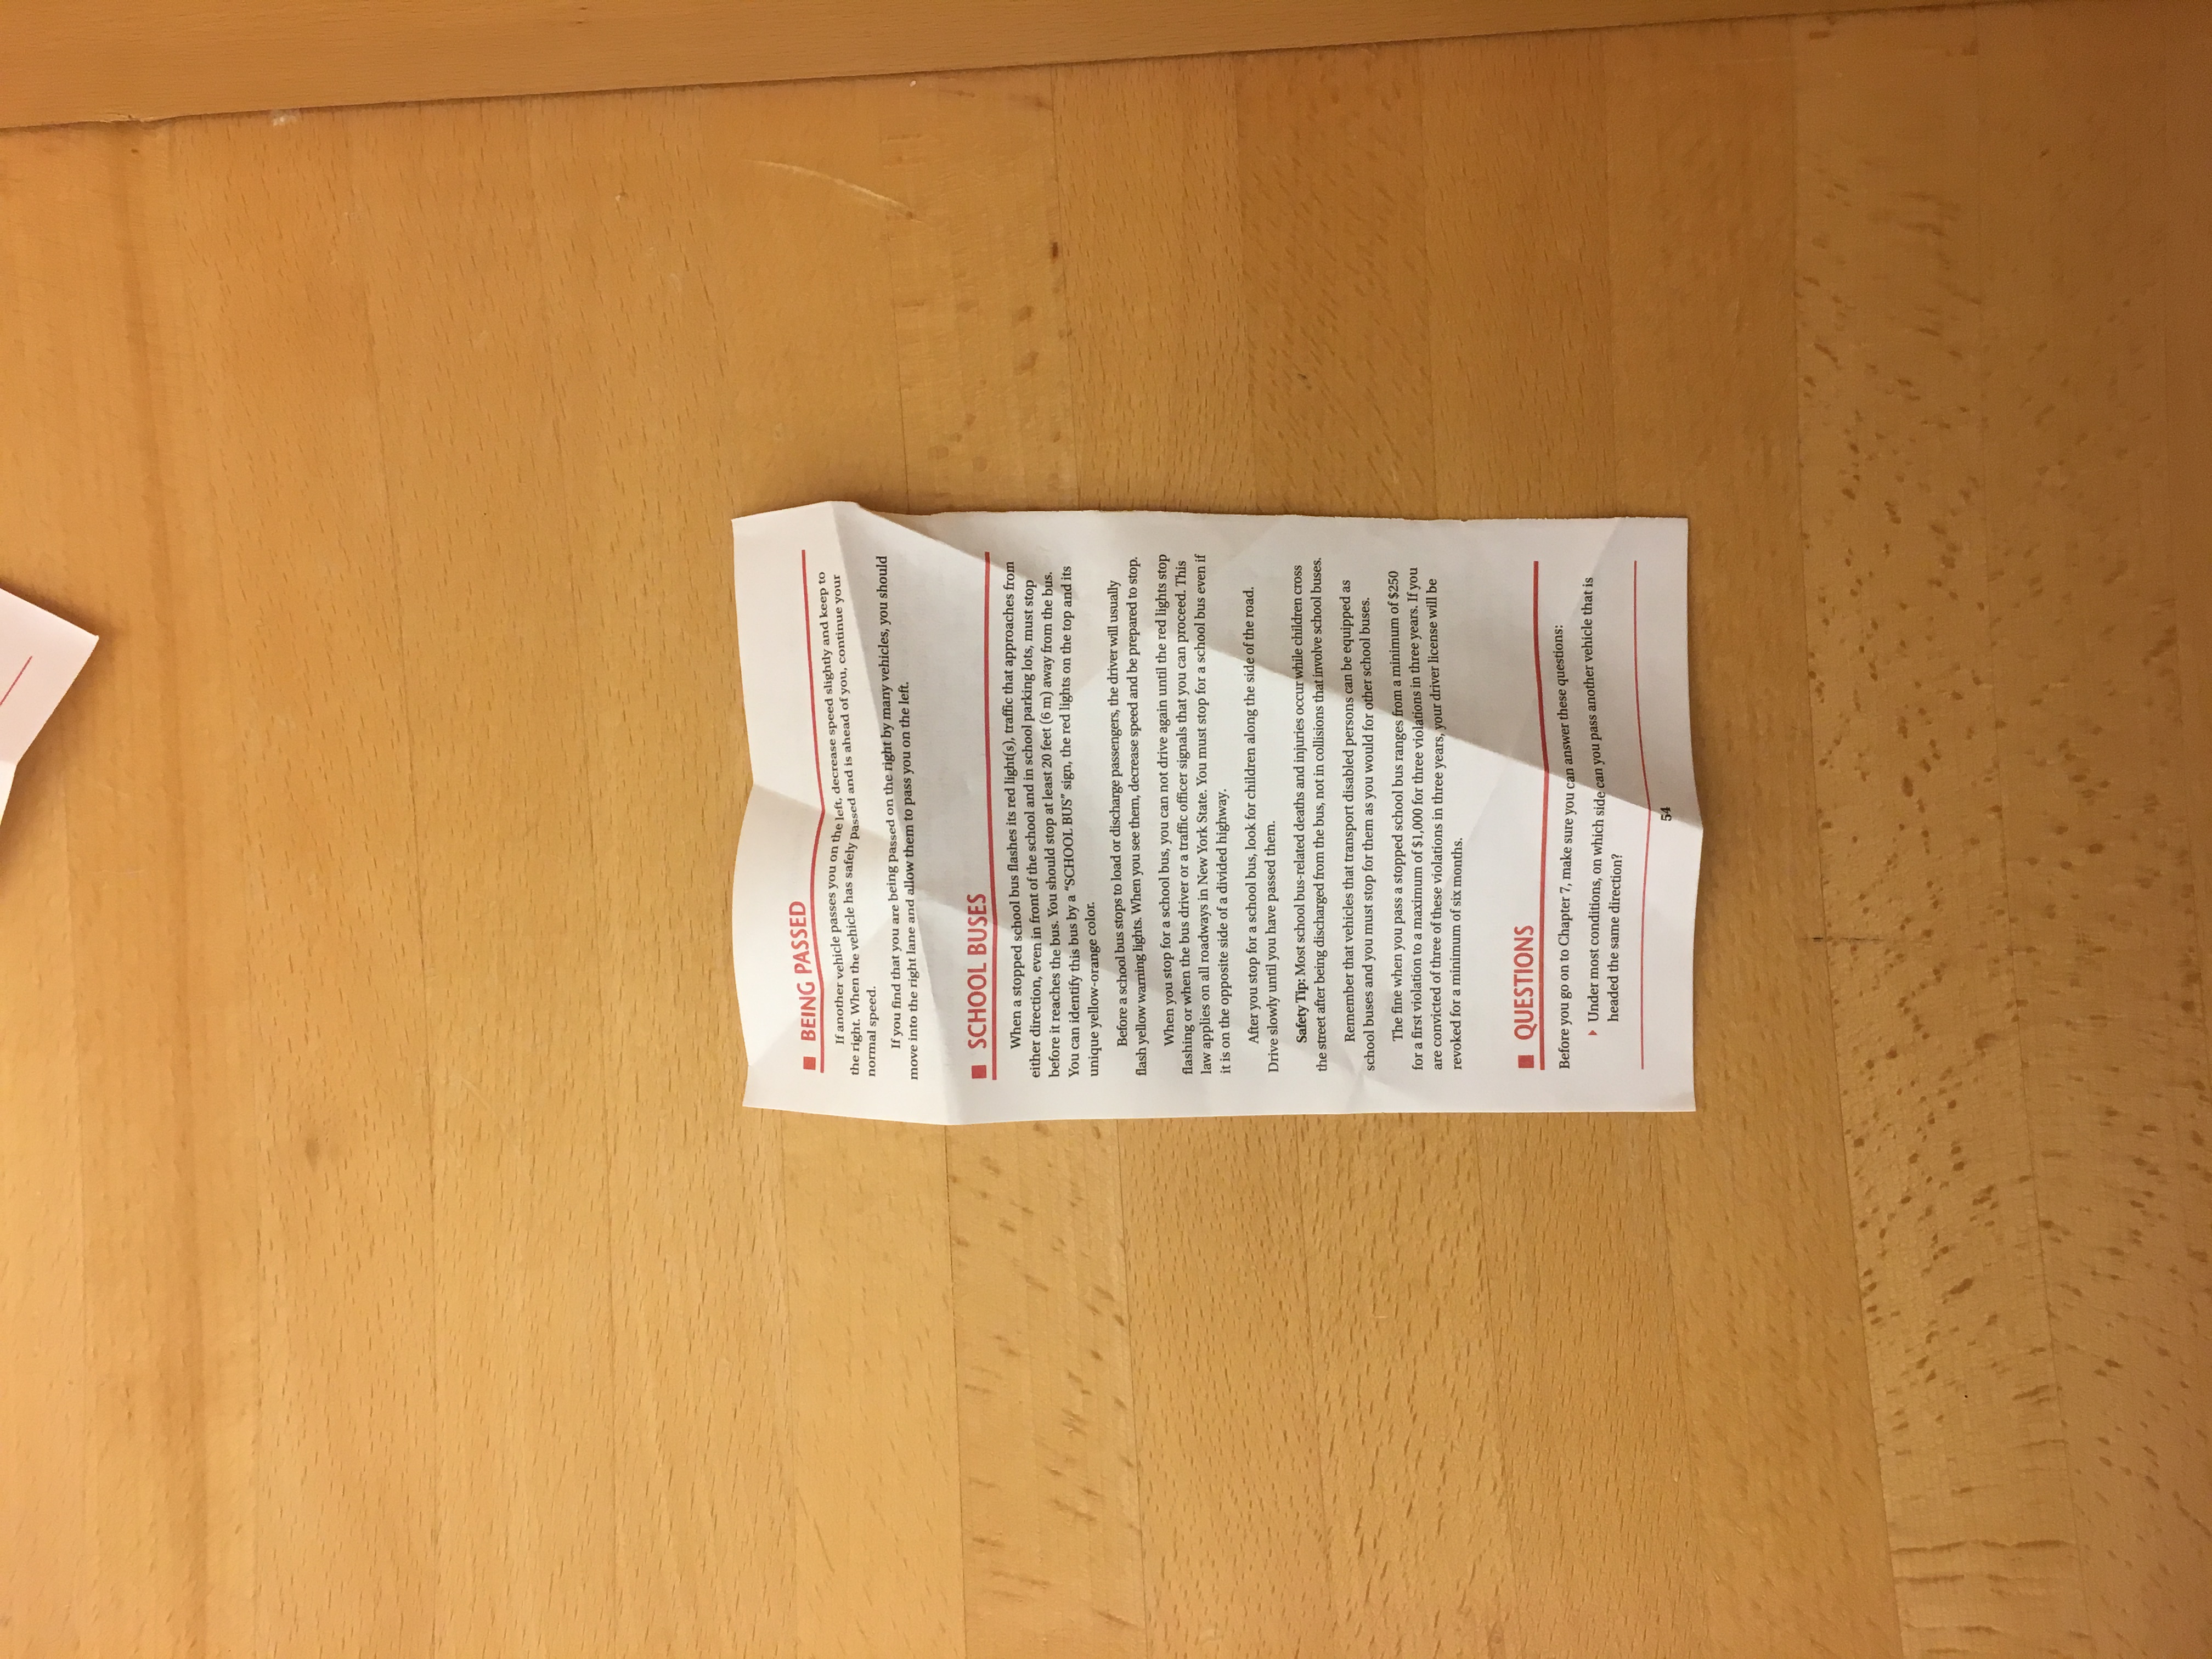 BEING PASSED
If another vehicle passes you on the left, decrease speed slightly and keep to
the right. When the vehicle has safely passed and is ahead of you, continue your
normal speed.
If you find that you are being passed on the right by many vehicles, you should
move into the right lane and allow them to pass you on the left.
SCHOOL BUSES
When a stopped school bus flashes its red light(s), traffic that approaches from
either direction, even in front of the school and in school parking lots, must stop
before it reaches the bus. You should stop at least 20 feet (6 m) away from the bus.
You can identify this bus by a “SCHOOL BUS” sign, the red lights on the top and its
unique yellow-orange color.
Before a school bus stops to load or discharge passengers, the driver will usually
flash yellow warning lights. When you see them, decrease speed and be prepared to stop.
When you stop for a school bus, you can not drive again until the red lights stop
flashing or when the bus driver or a traffic officer signals that you can proceed. This
law applies on all roadways in New York State. You must stop for a school bus even if
it is on the opposite side of a divided highway.
After you stop for a school bus, look for children along the side of the road.
Drive slowly until you have passed them.
Safety Tip: Most school bus-related deaths and injuries occur while children cross
the street after being discharged from the bus, not in collisions that involve school buses.
Remember that vehicles that transport disabled persons can be equipped as
school buses and you must stop for them as you would for other school buses.
The fine when you pass a stopped school bus ranges from a minimum of $250
for a first violation to a maximum of $1,000 for three violations in three years. If you
are convicted of three of these violations in three years, your driver license will be
revoked for a minimum of six months.
QUESTIONS
Before you go on to Chapter 7, make sure you can answer these questions:
Under most conditions, on which side can you pass another vehicle that is
headed the same direction?
54